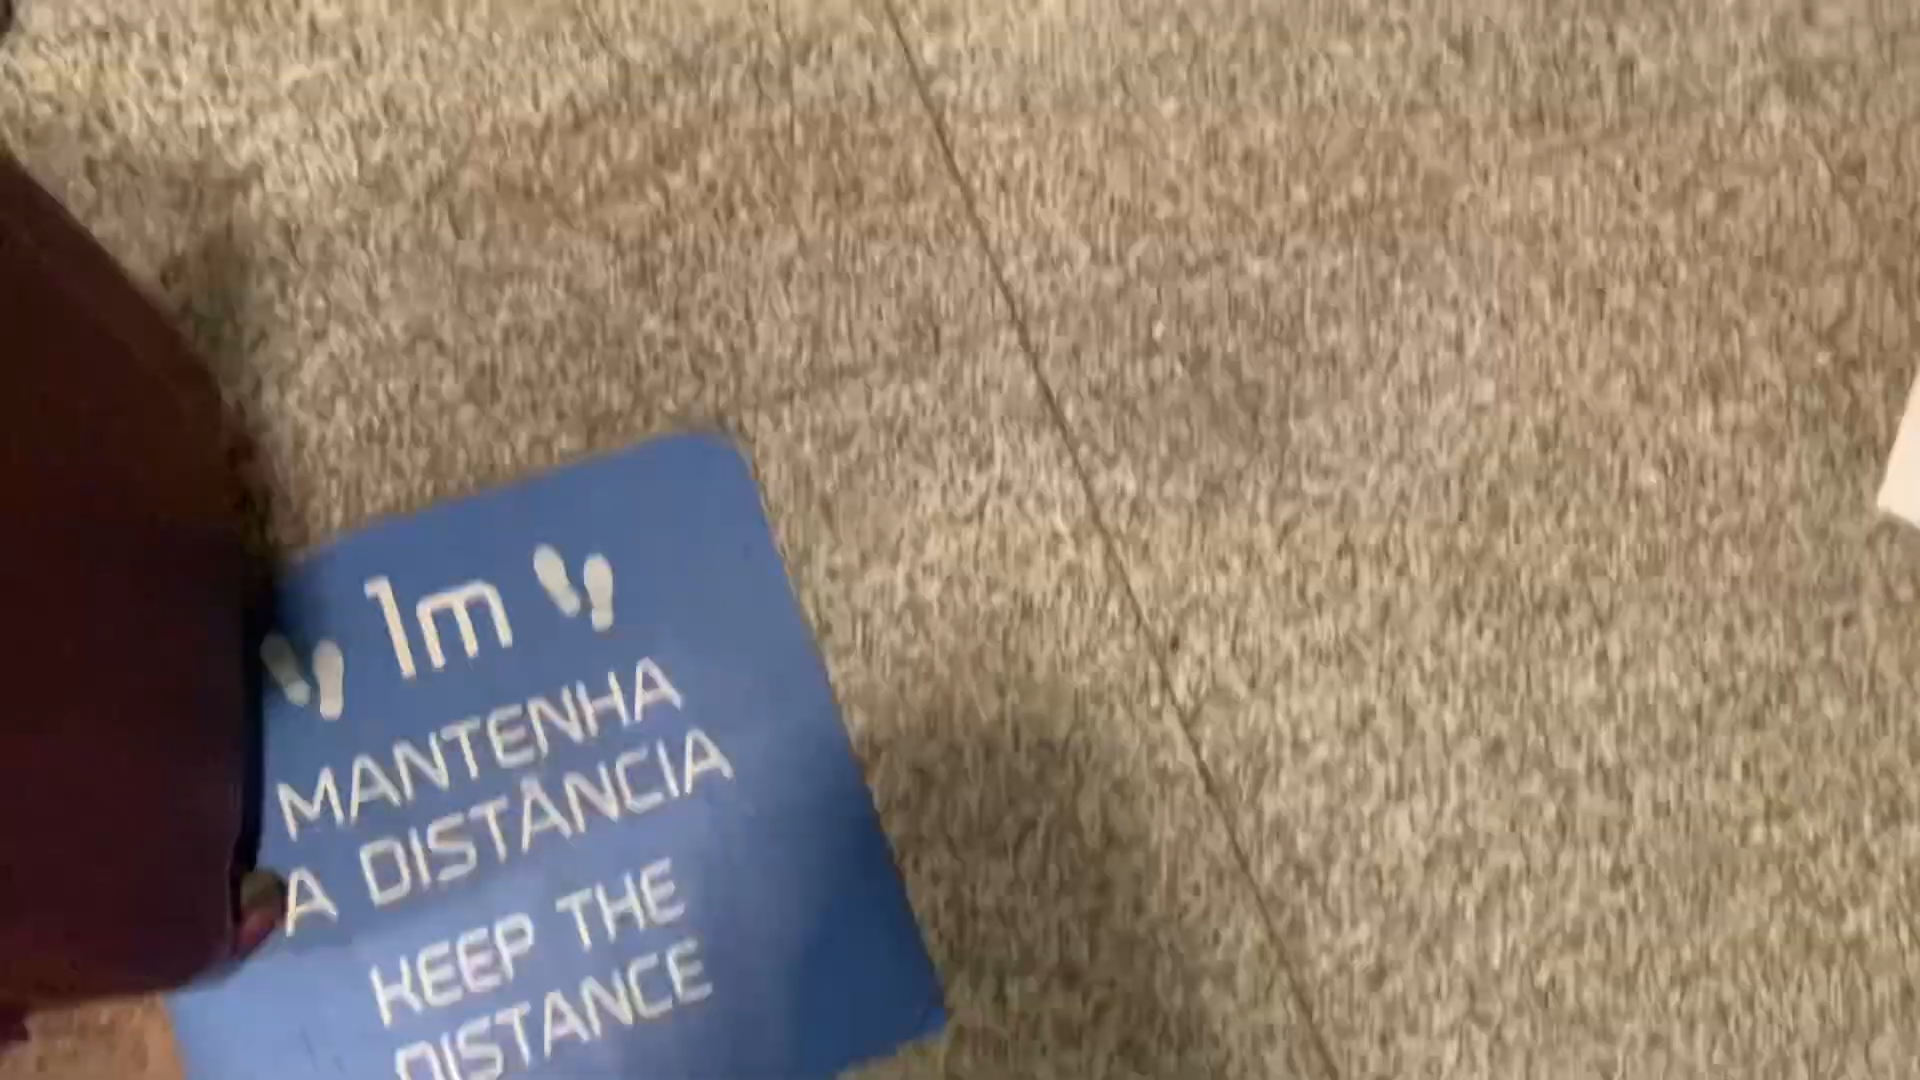 1m
MANTENHA
A DISTÂNCIA
KEEP THE
DISTANCE